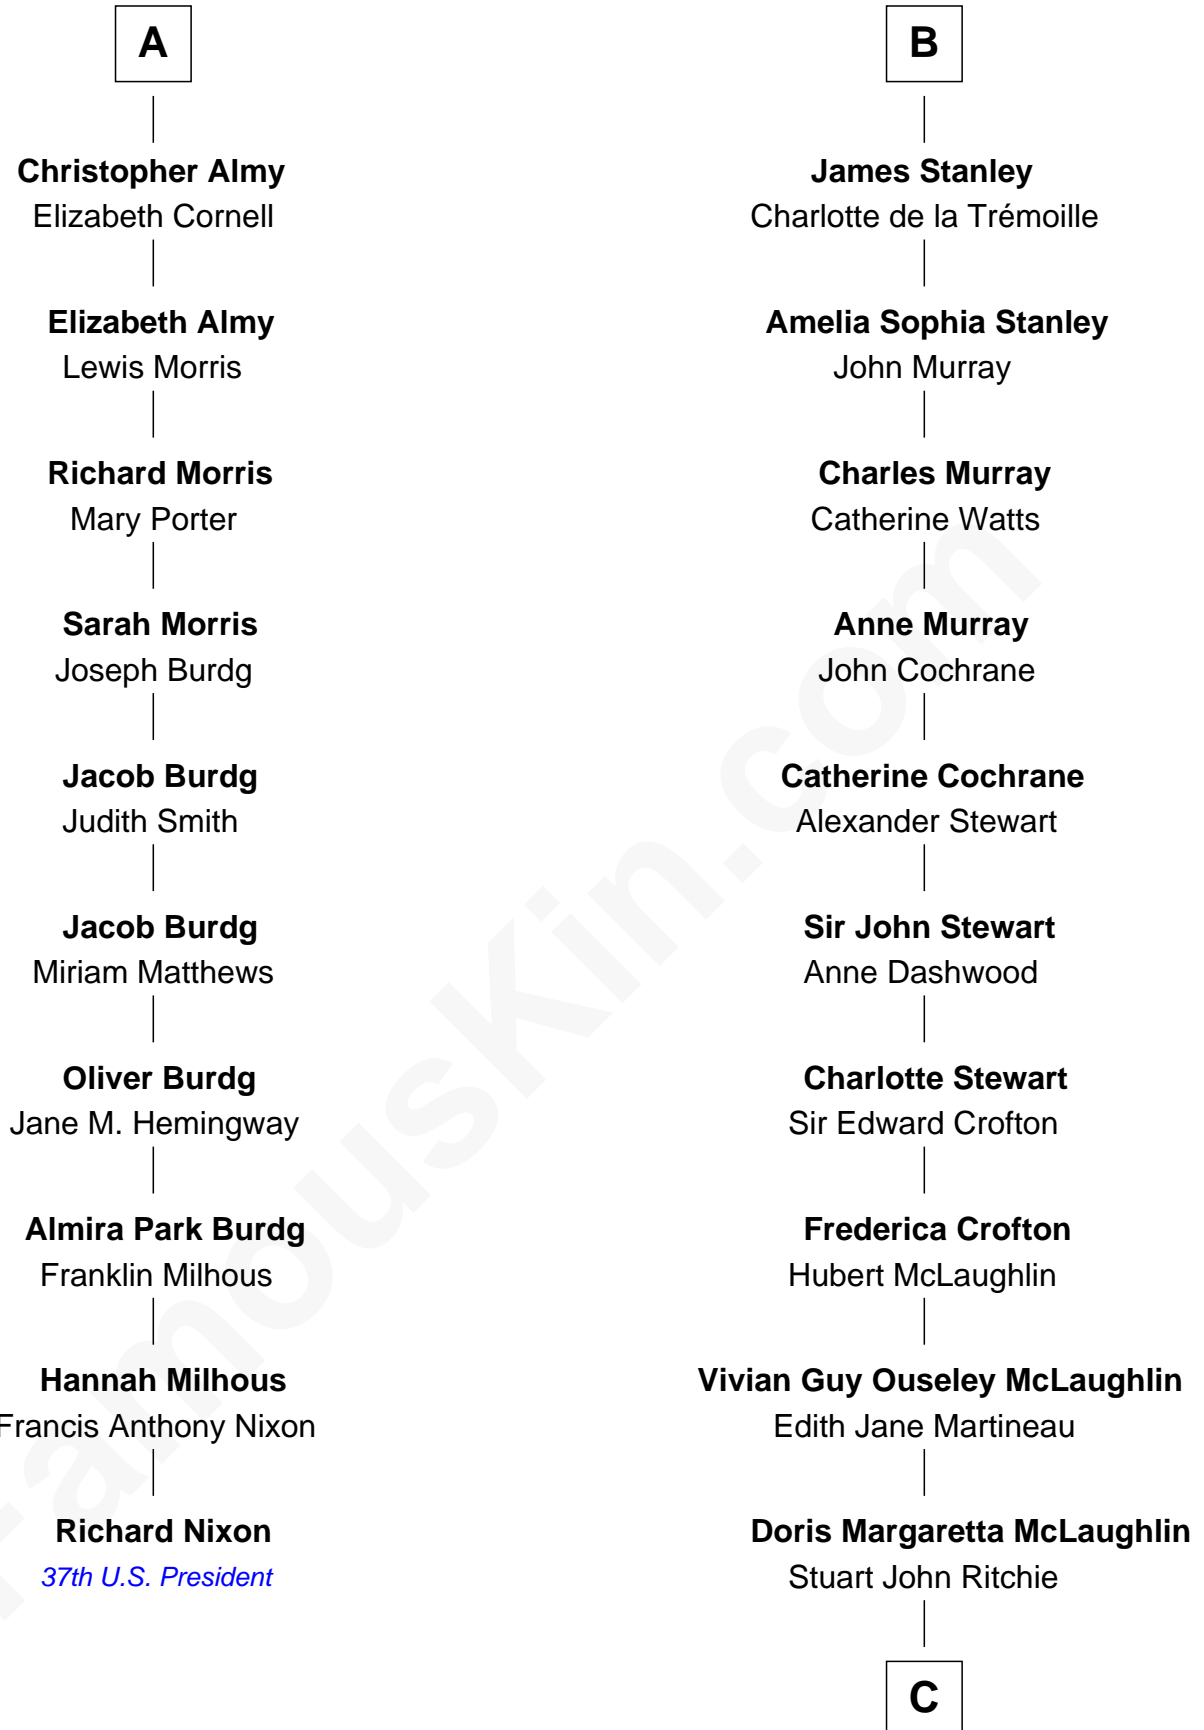 A
Christopher Almy
Elizabeth Cornell
Elizabeth Almy
Lewis Morris
Richard Morris
Mary Porter
Sarah Morris
Joseph Burdg
Jacob Burdg
Judith Smith
Jacob Burdg
Miriam Matthews
Oliver Burdg
Jane M. Hemingway
Almira Park Burdg
Franklin Milhous
Hannah Milhous
Francis Anthony Nixon
Richard Nixon
37th U.S. President
B
James Stanley
Charlotte de la Trémoille
Amelia Sophia Stanley
John Murray
Charles Murray
Catherine Watts
Anne Murray
John Cochrane
Catherine Cochrane
Alexander Stewart
Sir John Stewart
Anne Dashwood
Charlotte Stewart
Sir Edward Crofton
Frederica Crofton
Hubert McLaughlin
Vivian Guy Ouseley McLaughlin
Edith Jane Martineau
Doris Margaretta McLaughlin
Stuart John Ritchie
C
FamousKin.com